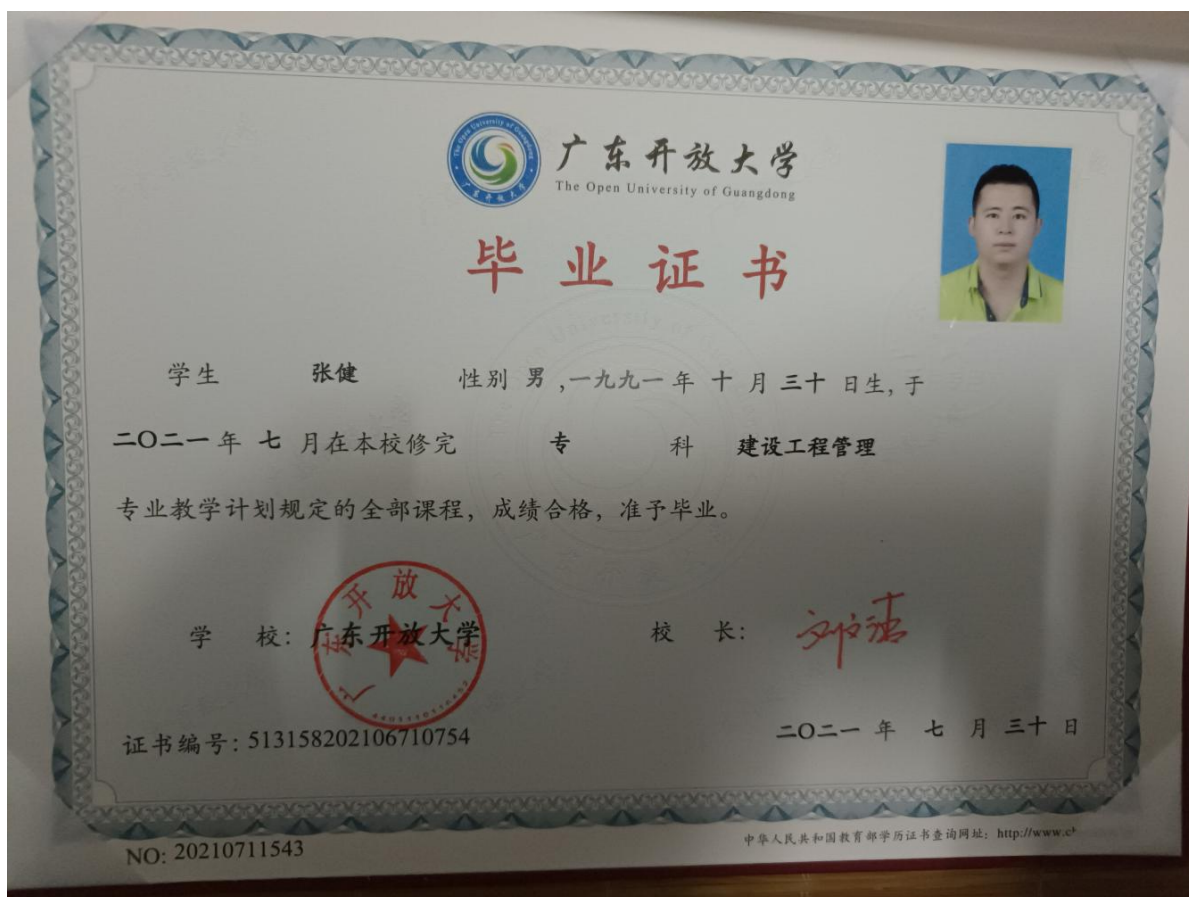 广东开放大学
The Open University of Guangdong
毕业证书
学生 张健 性别 男 ,一九九一年 十 月 三十 日生, 于
二〇二一年 七 月在本校修完 专 科 建设工程管理
专业教学计划规定的全部课程, 成绩合格, 准予毕业。
学 校: 广东开放大学 校 长:
广东开放大学
证书编号: 513158202106710754 二〇二一 年 七 月 三十 日
NO: 20210711543 中华人民共和国教育部学历证书查询网址: http://www.c